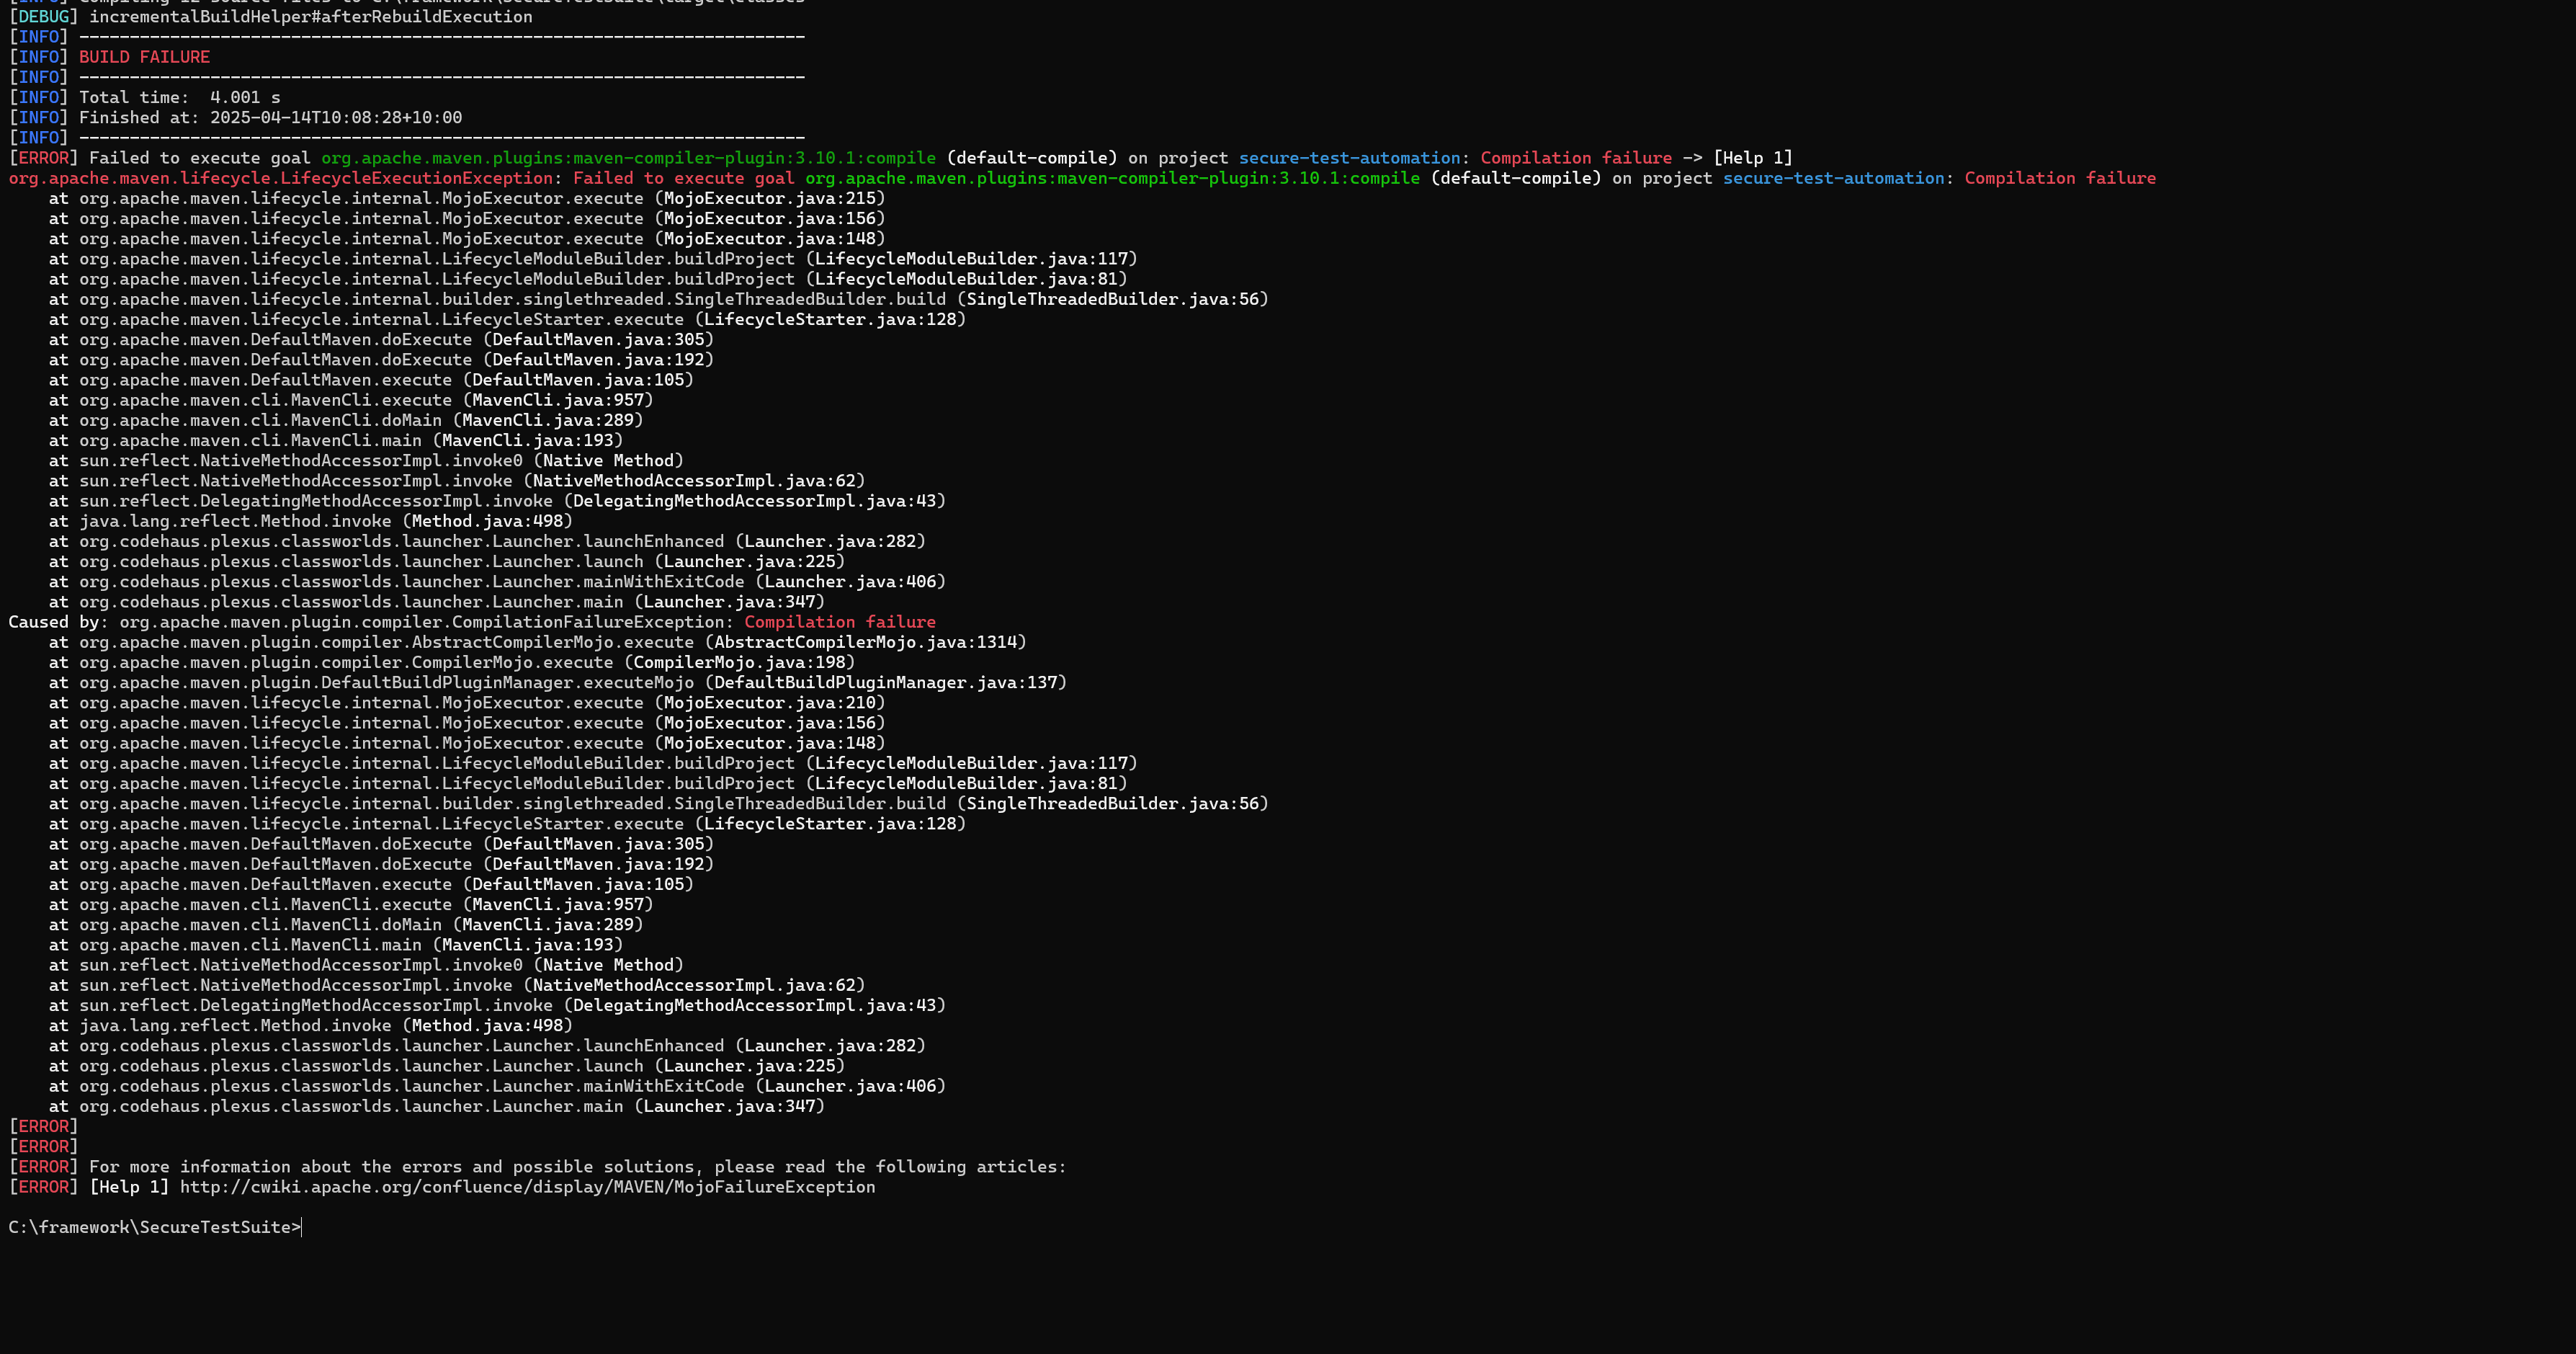 [INFO] Compiling 12 source files to C:\framework\SecureTestSuite\target\classes
[DEBUG] incrementalBuildHelper#afterRebuildExecution
[INFO] ------------------------------------------------------------------------
[INFO] BUILD FAILURE
[INFO] ------------------------------------------------------------------------
[INFO] Total time:  4.001 s
[INFO] Finished at: 2025-04-14T10:08:28+10:00
[INFO] ------------------------------------------------------------------------
[ERROR] Failed to execute goal org.apache.maven.plugins:maven-compiler-plugin:3.10.1:compile (default-compile) on project secure-test-automation: Compilation failure -> [Help 1]
org.apache.maven.lifecycle.LifecycleExecutionException: Failed to execute goal org.apache.maven.plugins:maven-compiler-plugin:3.10.1:compile (default-compile) on project secure-test-automation: Compilation failure
    at org.apache.maven.lifecycle.internal.MojoExecutor.execute (MojoExecutor.java:215)
    at org.apache.maven.lifecycle.internal.MojoExecutor.execute (MojoExecutor.java:156)
    at org.apache.maven.lifecycle.internal.MojoExecutor.execute (MojoExecutor.java:148)
    at org.apache.maven.lifecycle.internal.LifecycleModuleBuilder.buildProject (LifecycleModuleBuilder.java:117)
    at org.apache.maven.lifecycle.internal.LifecycleModuleBuilder.buildProject (LifecycleModuleBuilder.java:81)
    at org.apache.maven.lifecycle.internal.builder.singlethreaded.SingleThreadedBuilder.build (SingleThreadedBuilder.java:56)
    at org.apache.maven.lifecycle.internal.LifecycleStarter.execute (LifecycleStarter.java:128)
    at org.apache.maven.DefaultMaven.doExecute (DefaultMaven.java:305)
    at org.apache.maven.DefaultMaven.doExecute (DefaultMaven.java:192)
    at org.apache.maven.DefaultMaven.execute (DefaultMaven.java:105)
    at org.apache.maven.cli.MavenCli.execute (MavenCli.java:957)
    at org.apache.maven.cli.MavenCli.doMain (MavenCli.java:289)
    at org.apache.maven.cli.MavenCli.main (MavenCli.java:193)
    at sun.reflect.NativeMethodAccessorImpl.invoke0 (Native Method)
    at sun.reflect.NativeMethodAccessorImpl.invoke (NativeMethodAccessorImpl.java:62)
    at sun.reflect.DelegatingMethodAccessorImpl.invoke (DelegatingMethodAccessorImpl.java:43)
    at java.lang.reflect.Method.invoke (Method.java:498)
    at org.codehaus.plexus.classworlds.launcher.Launcher.launchEnhanced (Launcher.java:282)
    at org.codehaus.plexus.classworlds.launcher.Launcher.launch (Launcher.java:225)
    at org.codehaus.plexus.classworlds.launcher.Launcher.mainWithExitCode (Launcher.java:406)
    at org.codehaus.plexus.classworlds.launcher.Launcher.main (Launcher.java:347)
Caused by: org.apache.maven.plugin.compiler.CompilationFailureException: Compilation failure
    at org.apache.maven.plugin.compiler.AbstractCompilerMojo.execute (AbstractCompilerMojo.java:1314)
    at org.apache.maven.plugin.compiler.CompilerMojo.execute (CompilerMojo.java:198)
    at org.apache.maven.plugin.DefaultBuildPluginManager.executeMojo (DefaultBuildPluginManager.java:137)
    at org.apache.maven.lifecycle.internal.MojoExecutor.execute (MojoExecutor.java:210)
    at org.apache.maven.lifecycle.internal.MojoExecutor.execute (MojoExecutor.java:156)
    at org.apache.maven.lifecycle.internal.MojoExecutor.execute (MojoExecutor.java:148)
    at org.apache.maven.lifecycle.internal.LifecycleModuleBuilder.buildProject (LifecycleModuleBuilder.java:117)
    at org.apache.maven.lifecycle.internal.LifecycleModuleBuilder.buildProject (LifecycleModuleBuilder.java:81)
    at org.apache.maven.lifecycle.internal.builder.singlethreaded.SingleThreadedBuilder.build (SingleThreadedBuilder.java:56)
    at org.apache.maven.lifecycle.internal.LifecycleStarter.execute (LifecycleStarter.java:128)
    at org.apache.maven.DefaultMaven.doExecute (DefaultMaven.java:305)
    at org.apache.maven.DefaultMaven.doExecute (DefaultMaven.java:192)
    at org.apache.maven.DefaultMaven.execute (DefaultMaven.java:105)
    at org.apache.maven.cli.MavenCli.execute (MavenCli.java:957)
    at org.apache.maven.cli.MavenCli.doMain (MavenCli.java:289)
    at org.apache.maven.cli.MavenCli.main (MavenCli.java:193)
    at sun.reflect.NativeMethodAccessorImpl.invoke0 (Native Method)
    at sun.reflect.NativeMethodAccessorImpl.invoke (NativeMethodAccessorImpl.java:62)
    at sun.reflect.DelegatingMethodAccessorImpl.invoke (DelegatingMethodAccessorImpl.java:43)
    at java.lang.reflect.Method.invoke (Method.java:498)
    at org.codehaus.plexus.classworlds.launcher.Launcher.launchEnhanced (Launcher.java:282)
    at org.codehaus.plexus.classworlds.launcher.Launcher.launch (Launcher.java:225)
    at org.codehaus.plexus.classworlds.launcher.Launcher.mainWithExitCode (Launcher.java:406)
    at org.codehaus.plexus.classworlds.launcher.Launcher.main (Launcher.java:347)
[ERROR]
[ERROR]
[ERROR] For more information about the errors and possible solutions, please read the following articles:
[ERROR] [Help 1] http://cwiki.apache.org/confluence/display/MAVEN/MojoFailureException
C:\framework\SecureTestSuite>